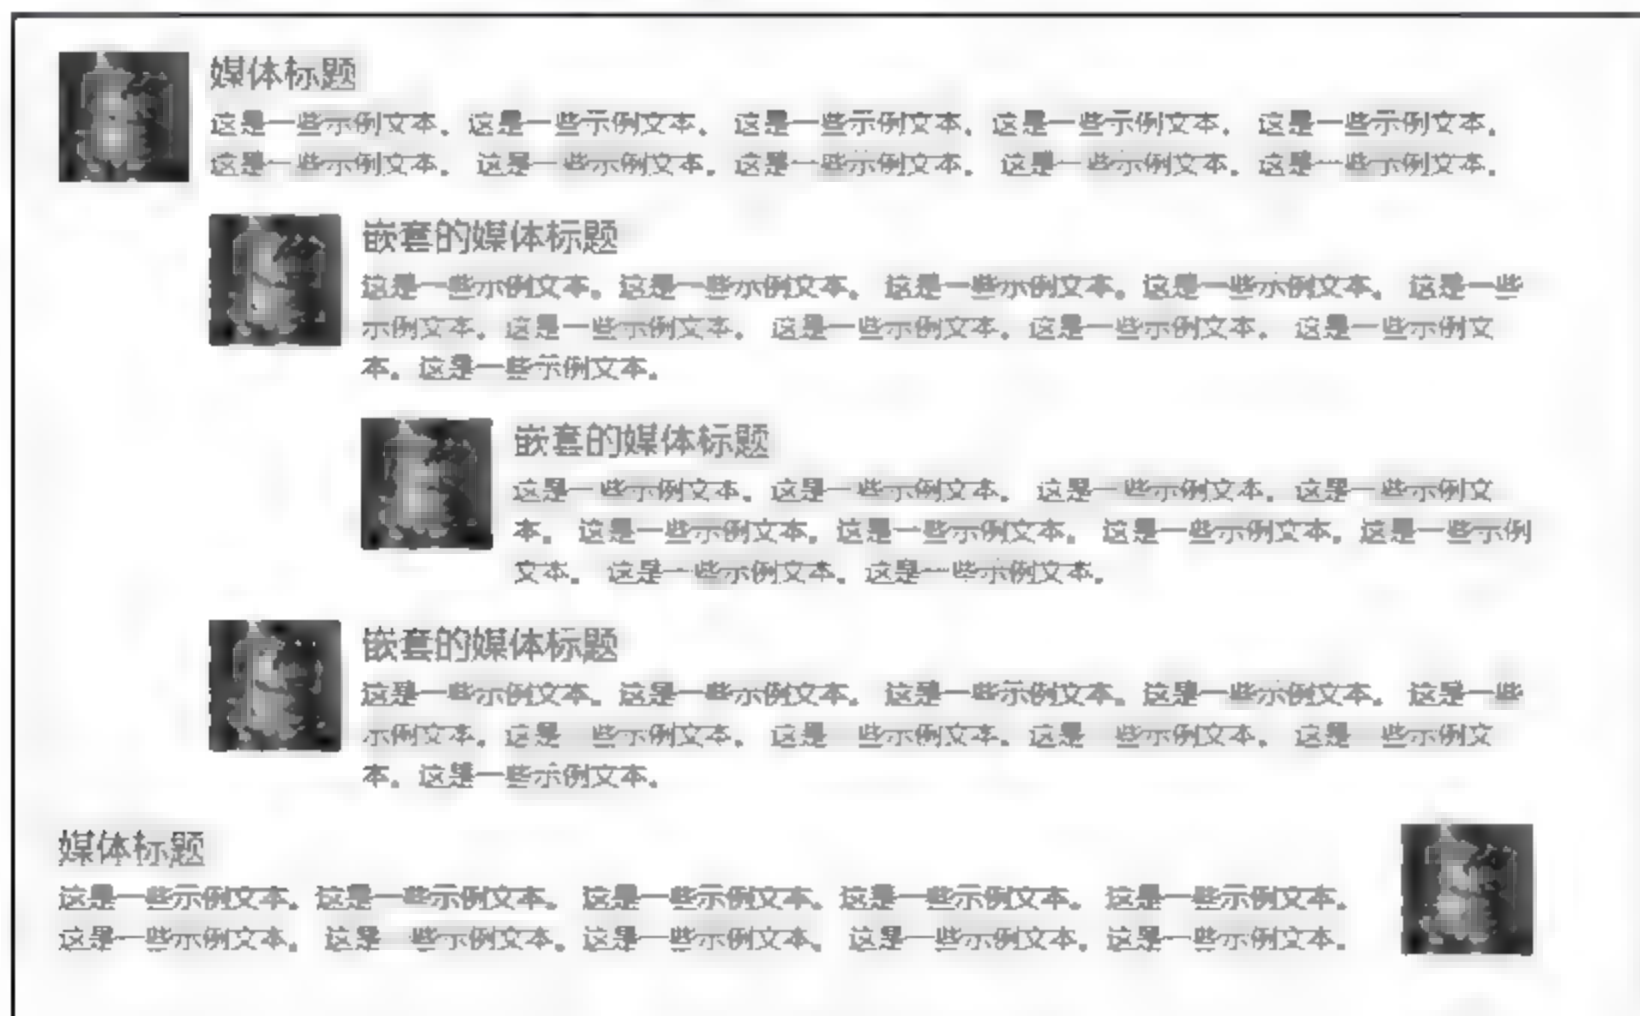 媒体标题
这是一些示例文本。这是一些示例文本。 这是一些示例文本。这是一些示例文本。 这是一些示例文本。
这是一些示例文本。 这是一些示例文本。这是一些示例文本。 这是一些示例文本。这是一些示例文本。
嵌套的媒体标题
这是一些示例文本。这是一些示例文本。 这是一些示例文本。这是一些示例文本。 这是一些
示例文本。这是一些示例文本。 这是一些示例文本。这是一些示例文本。 这是一些示例文
本。这是一些示例文本。
嵌套的媒体标题
这是一些示例文本。这是一些示例文本。 这是一些示例文本。这是一些示例文
本。 这是一些示例文本。这是一些示例文本。 这是一些示例文本。这是一些示例
文本。 这是一些示例文本。这是一些示例文本。
嵌套的媒体标题
这是一些示例文本。这是一些示例文本。 这是一些示例文本。这是一些示例文本。 这是一些
示例文本。这是一些示例文本。 这是一些示例文本。这是一些示例文本。 这是一些示例文
本。这是一些示例文本。
媒体标题
这是一些示例文本。这是一些示例文本。 这是一些示例文本。这是一些示例文本。 这是一些示例文本。
这是一些示例文本。 这是一些示例文本。这是一些示例文本。 这是一些示例文本。这是一些示例文本。